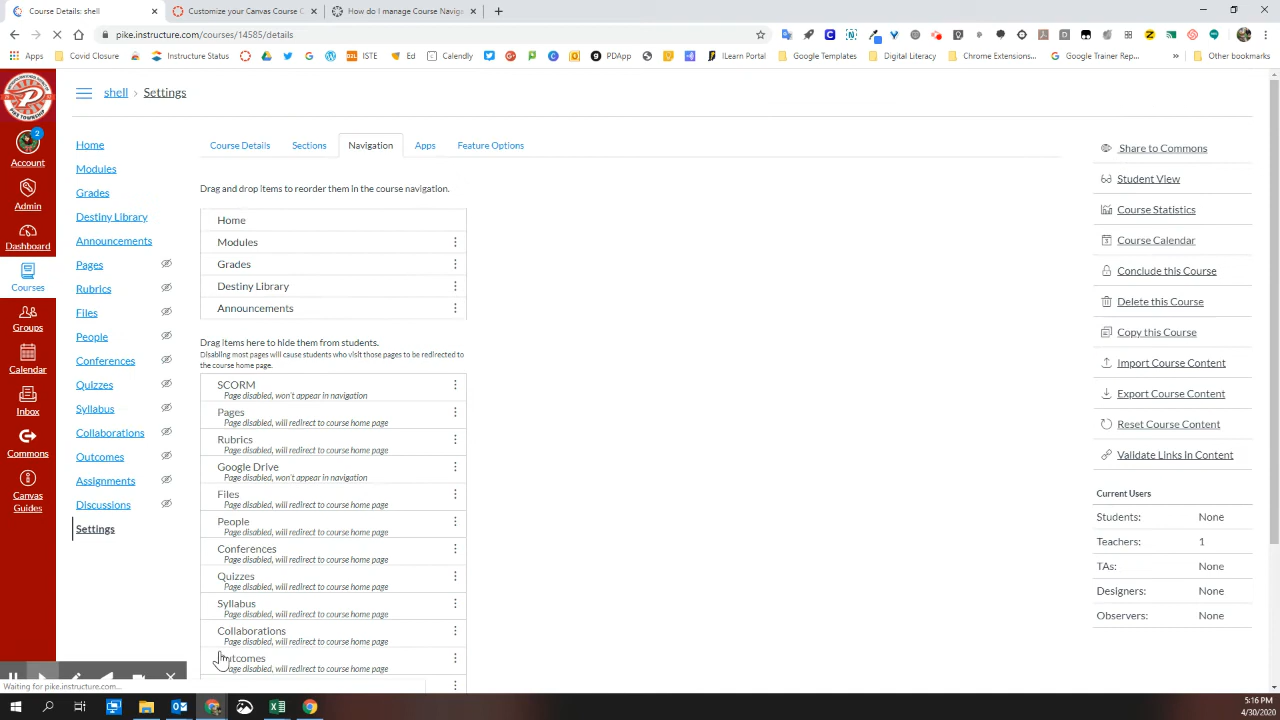 Course Details: shell
Customize your Canvas Course C
How do I manage Course Naviga
pike.instructure.com/courses/14585/details
Apps
Covid Closure
Instructure Status
ISTE
Ed
Calendly
PDApp
ILearn Portal
Google Templates
Digital Literacy
Chrome Extensions...
Google Trainer Rep...
Other bookmarks
shell
Settings
Account
2
Admin
Dashboard
Courses
Groups
Calendar
Inbox
Commons
Canvas
Guides
Home
Modules
Grades
Destiny Library
Announcements
Pages
Rubrics
Files
People
Conferences
Quizzes
Syllabus
Collaborations
Outcomes
Assignments
Discussions
Settings
Course Details
Sections
Navigation
Apps
Feature Options
Drag and drop items to reorder them in the course navigation.
Home
Modules
Grades
Destiny Library
Announcements
Drag items here to hide them from students.
Disabling most pages will cause students who visit those pages to be redirected to
the course home page.
SCORM
Page disabled, won't appear in navigation
Pages
Page disabled, will redirect to course home page
Rubrics
Page disabled, will redirect to course home page
Google Drive
Page disabled, won't appear in navigation
Files
Page disabled, will redirect to course home page
People
Page disabled, will redirect to course home page
Conferences
Page disabled, will redirect to course home page
Quizzes
Page disabled, will redirect to course home page
Syllabus
Page disabled, will redirect to course home page
Collaborations
Page disabled, will redirect to course home page
Outcomes
Page disabled, will redirect to course home page
Share to Commons
Student View
Course Statistics
Course Calendar
Conclude this Course
Delete this Course
Copy this Course
Import Course Content
Export Course Content
Reset Course Content
Validate Links in Content
Current Users
Students: None
Teachers: 1
TAs: None
Designers: None
Observers: None
Waiting for pike.instructure.com...
5:16 PM
4/30/2020